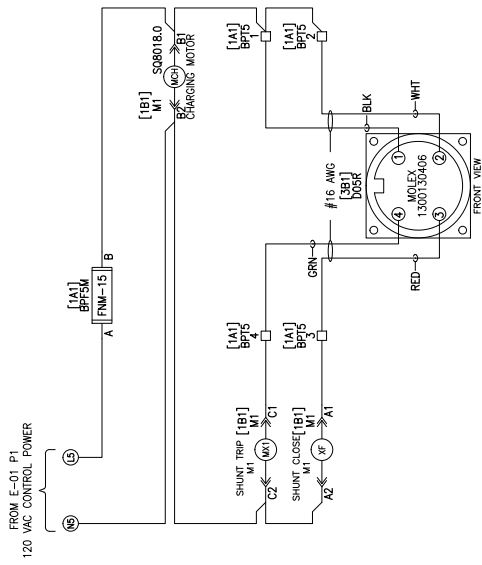 FROM E-01 P1
120 VAC CONTROL POWER
N5
L5
[1A1]
BPF5M
FNM-15
A
B
SQ8018.0
[1B1]
M1
MCH
B1
B2
CHARGING MOTOR
[1A1]
BPT5
1
[1A1]
BPT5
2
BLK
WHT
#16 AWG
[3B1]
D05R
MOLEX
1300130406
1
2
3
4
FRONT VIEW
GRN
RED
[1A1]
BPT5
4
[1A1]
BPT5
3
SHUNT TRIP
M1
[1B1]
M1
MX1
C1
C2
SHUNT CLOSE
M1
[1B1]
M1
XF
A1
A2